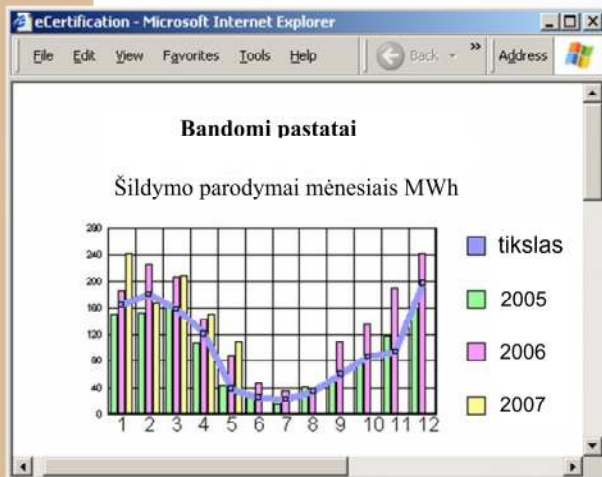 eCertification - Microsoft Internet Explorer
File Edit View Favorites Tools Help Back » Address
Bandomi pastatai
Šildymo parodymai mėnesiais MWh
280
240
200
160
120
80
40
0
1 2 3 4 5 6 7 8 9 10 11 12
tikslas
2005
2006
2007